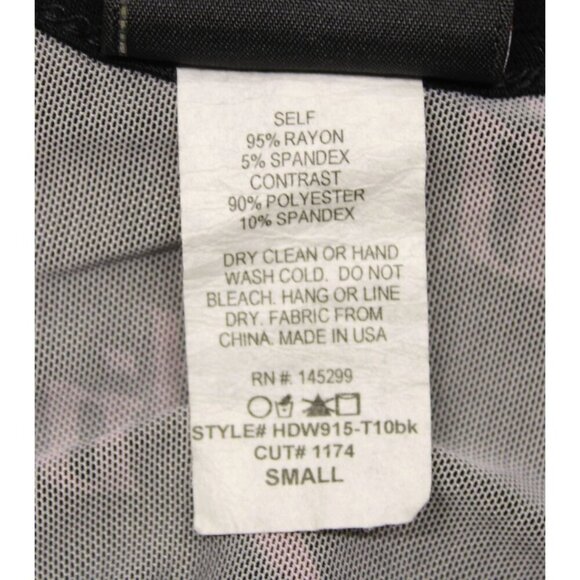 SELF
95% RAYON
5% SPANDEX
CONTRAST
90% POLYESTER
10% SPANDEX
DRY CLEAN OR HAND
WASH COLD. DO NOT
BLEACH. HANG OR LINE
DRY. FABRIC FROM
CHINA. MADE IN USA
RN #: 145299
STYLE# HDW915-T10bk
CUT# 1174
SMALL